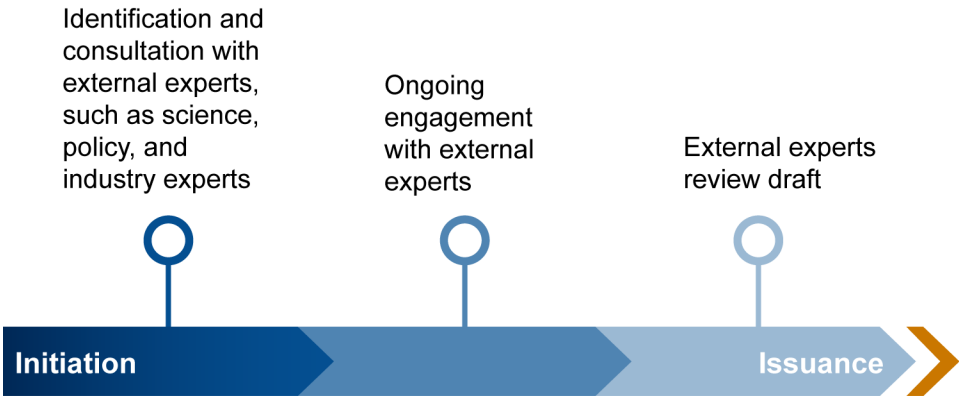 Identification and
consultation with
external experts,
such as science,
policy, and
industry experts
Ongoing
engagement
with external
experts
External experts
review draft
Initiation
Issuance